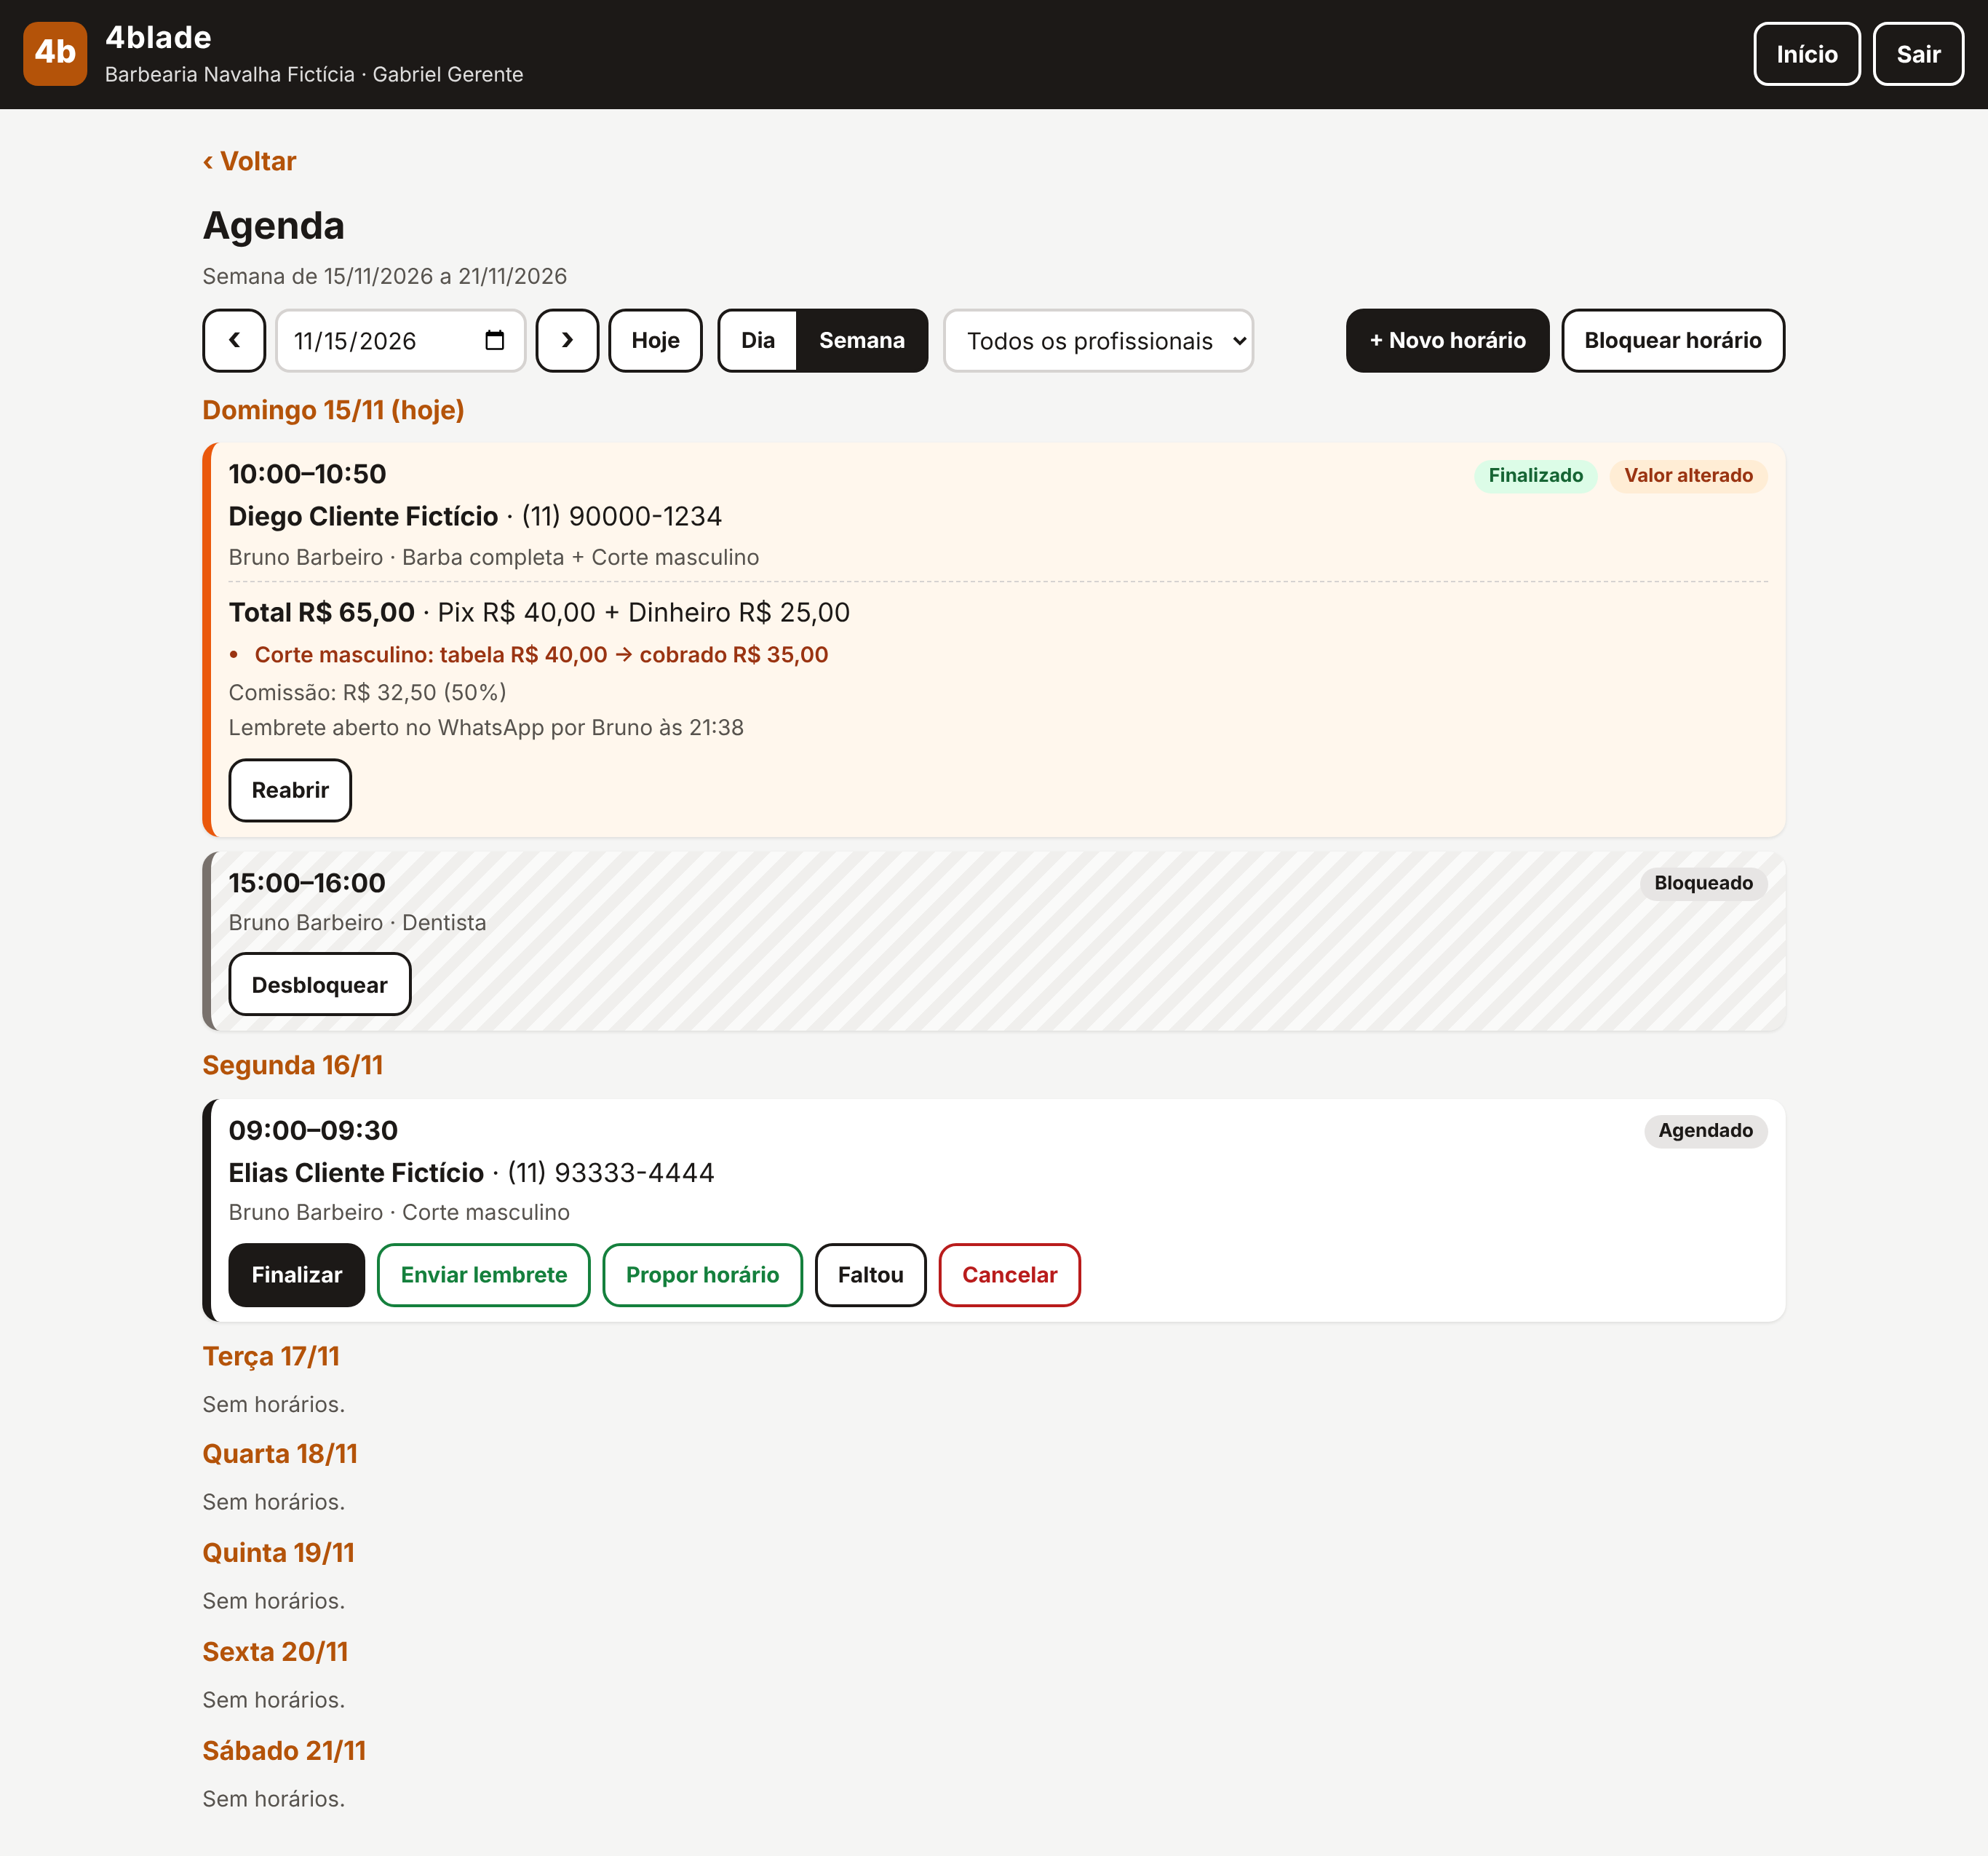 4b
4blade
Barbearia Navalha Fictícia · Gabriel Gerente
Início
Sair
‹ Voltar
Agenda
Semana de 15/11/2026 a 21/11/2026
‹
11/15/2026
›
Hoje
Dia
Semana
Todos os profissionais
+ Novo horário
Bloquear horário
Domingo 15/11 (hoje)
10:00–10:50
Finalizado
Valor alterado
Diego Cliente Fictício · (11) 90000-1234
Bruno Barbeiro · Barba completa + Corte masculino
Total R$ 65,00 · Pix R$ 40,00 + Dinheiro R$ 25,00
• Corte masculino: tabela R$ 40,00 → cobrado R$ 35,00
Comissão: R$ 32,50 (50%)
Lembrete aberto no WhatsApp por Bruno às 21:38
Reabrir
15:00–16:00
Bloqueado
Bruno Barbeiro · Dentista
Desbloquear
Segunda 16/11
09:00–09:30
Agendado
Elias Cliente Fictício · (11) 93333-4444
Bruno Barbeiro · Corte masculino
Finalizar
Enviar lembrete
Propor horário
Faltou
Cancelar
Terça 17/11
Sem horários.
Quarta 18/11
Sem horários.
Quinta 19/11
Sem horários.
Sexta 20/11
Sem horários.
Sábado 21/11
Sem horários.